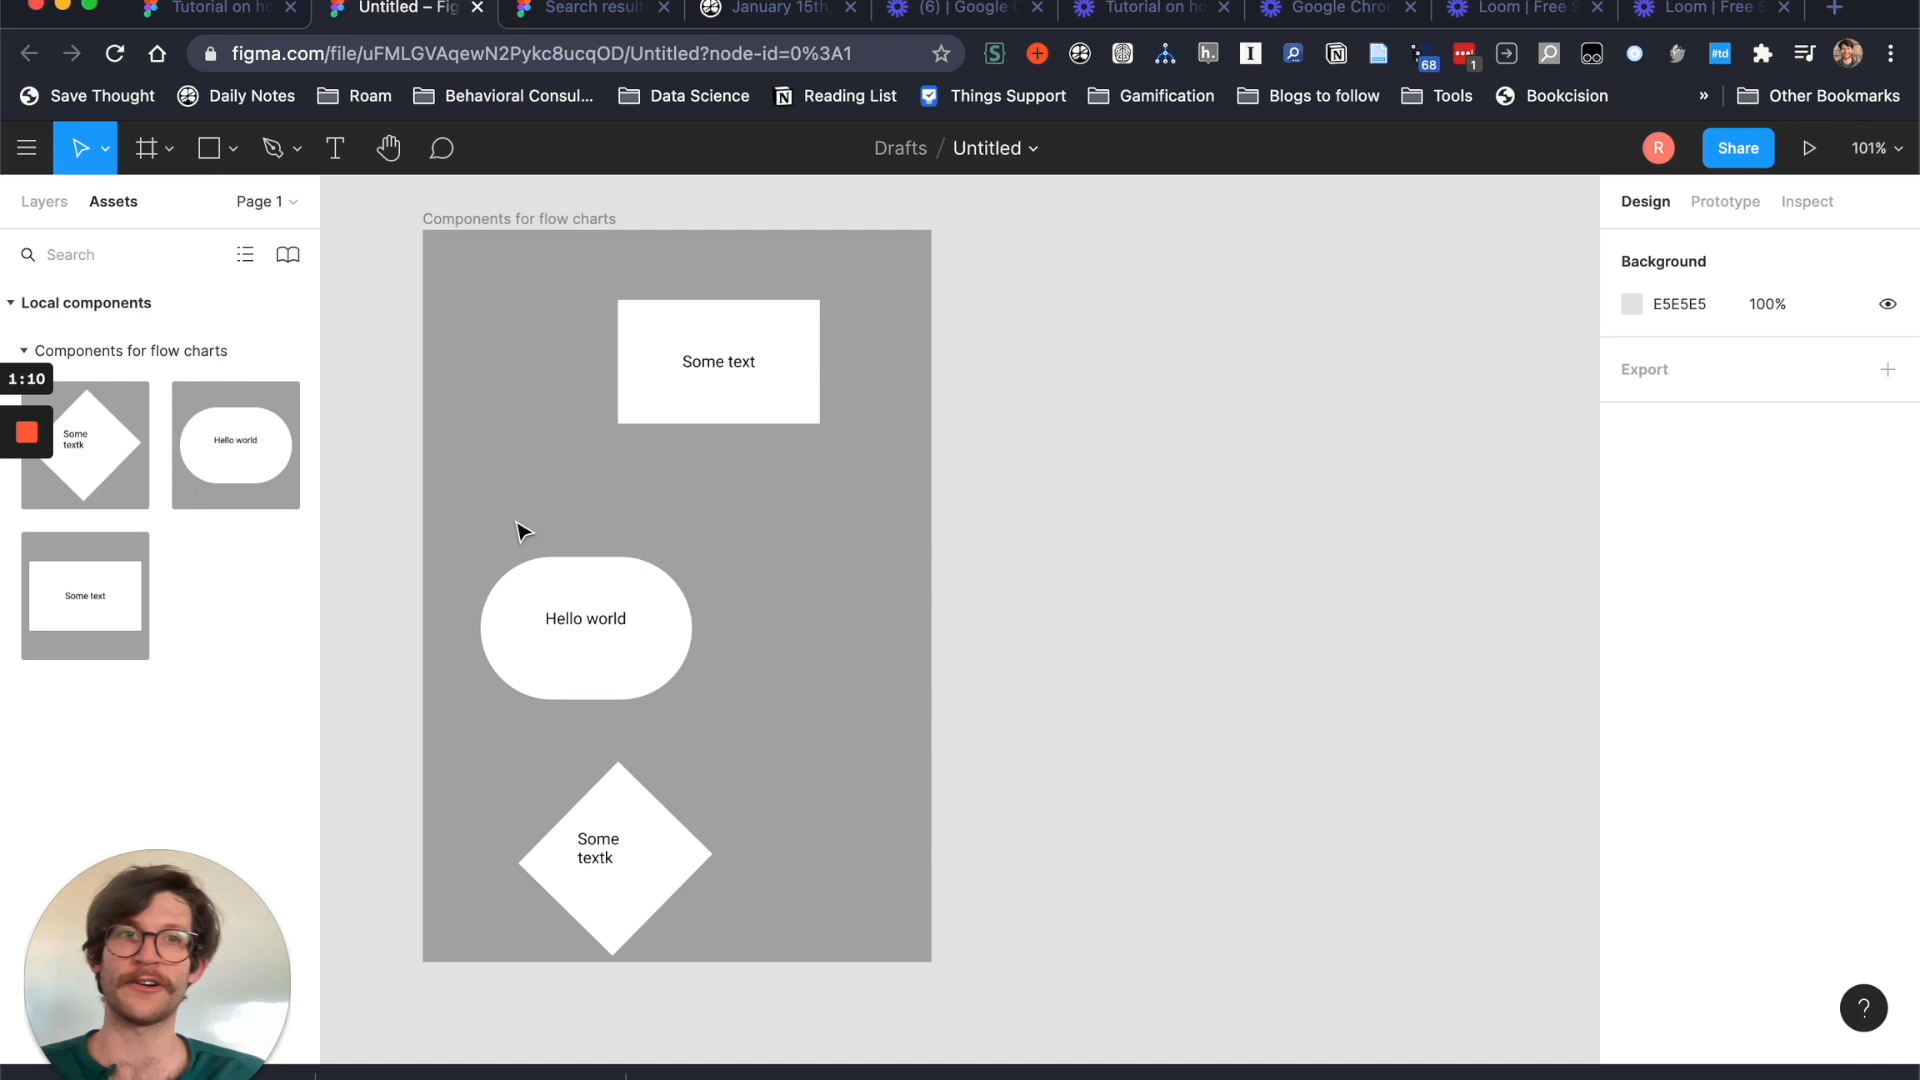 Tutorial on ho
Untitled – Fig
Search result
January 15th,
(6) | Google C
Tutorial on ho
Google Chron
Loom | Free S
Loom | Free S
figma.com/file/uFMLGVAqewN2Pykc8ucqOD/Untitled?node-id=0%3A1
h.
I
68
1
#td
Save Thought
Daily Notes
Roam
Behavioral Consul...
Data Science
Reading List
Things Support
Gamification
Blogs to follow
Tools
Bookcision
»
Other Bookmarks
Drafts / Untitled
R
Share
101%
Layers
Assets
Page 1
Search
Local components
Components for flow charts
1:10
Some
textk
Hello world
Some text
Components for flow charts
Some text
Hello world
Some
textk
Design
Prototype
Inspect
Background
E5E5E5
100%
Export
?